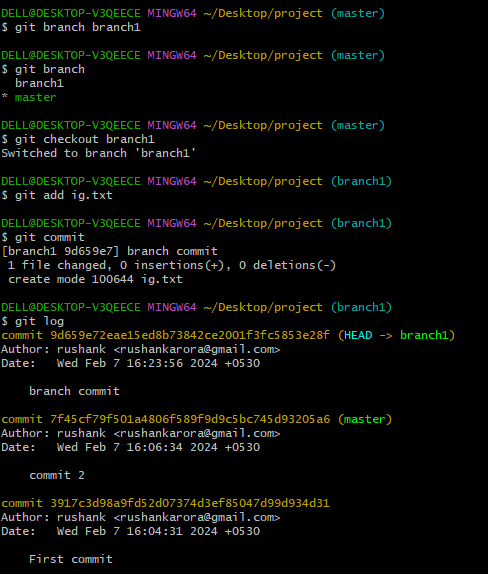 DELL@DESKTOP-V3QEECE MINGW64 ~/Desktop/project (master)
$ git branch branch1
DELL@DESKTOP-V3QEECE MINGW64 ~/Desktop/project (master)
$ git branch
  branch1
* master
DELL@DESKTOP-V3QEECE MINGW64 ~/Desktop/project (master)
$ git checkout branch1
Switched to branch 'branch1'
DELL@DESKTOP-V3QEECE MINGW64 ~/Desktop/project (branch1)
$ git add ig.txt
DELL@DESKTOP-V3QEECE MINGW64 ~/Desktop/project (branch1)
$ git commit
[branch1 9d659e7] branch commit
 1 file changed, 0 insertions(+), 0 deletions(-)
 create mode 100644 ig.txt
DELL@DESKTOP-V3QEECE MINGW64 ~/Desktop/project (branch1)
$ git log
commit 9d659e72eae15ed8b73842ce2001f3fc5853e28f (HEAD -> branch1)
Author: rushank <rushankarora@gmail.com>
Date:   Wed Feb 7 16:23:56 2024 +0530
    branch commit
commit 7f45cf79f501a4806f589f9d9c5bc745d93205a6 (master)
Author: rushank <rushankarora@gmail.com>
Date:   Wed Feb 7 16:06:34 2024 +0530
    commit 2
commit 3917c3d98a9fd52d07374d3ef85047d99d934d31
Author: rushank <rushankarora@gmail.com>
Date:   Wed Feb 7 16:04:31 2024 +0530
    First commit